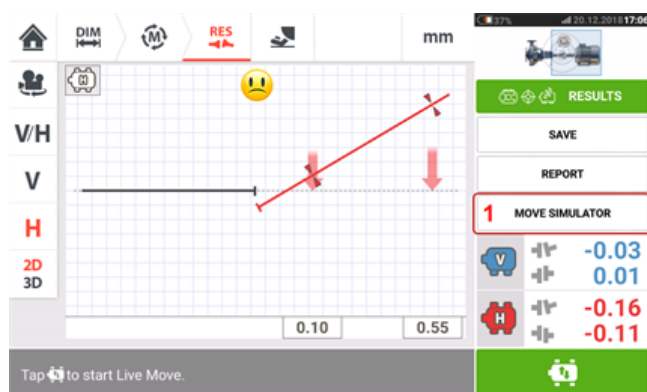 DIM
M
RES
mm
37%
20.12.2018 17:06
RESULTS
V/H
V
H
2D
3D
SAVE
REPORT
1 MOVE SIMULATOR
V
-0.03
0.01
H
-0.16
-0.11
0.10 0.55
Tap to start Live Move.